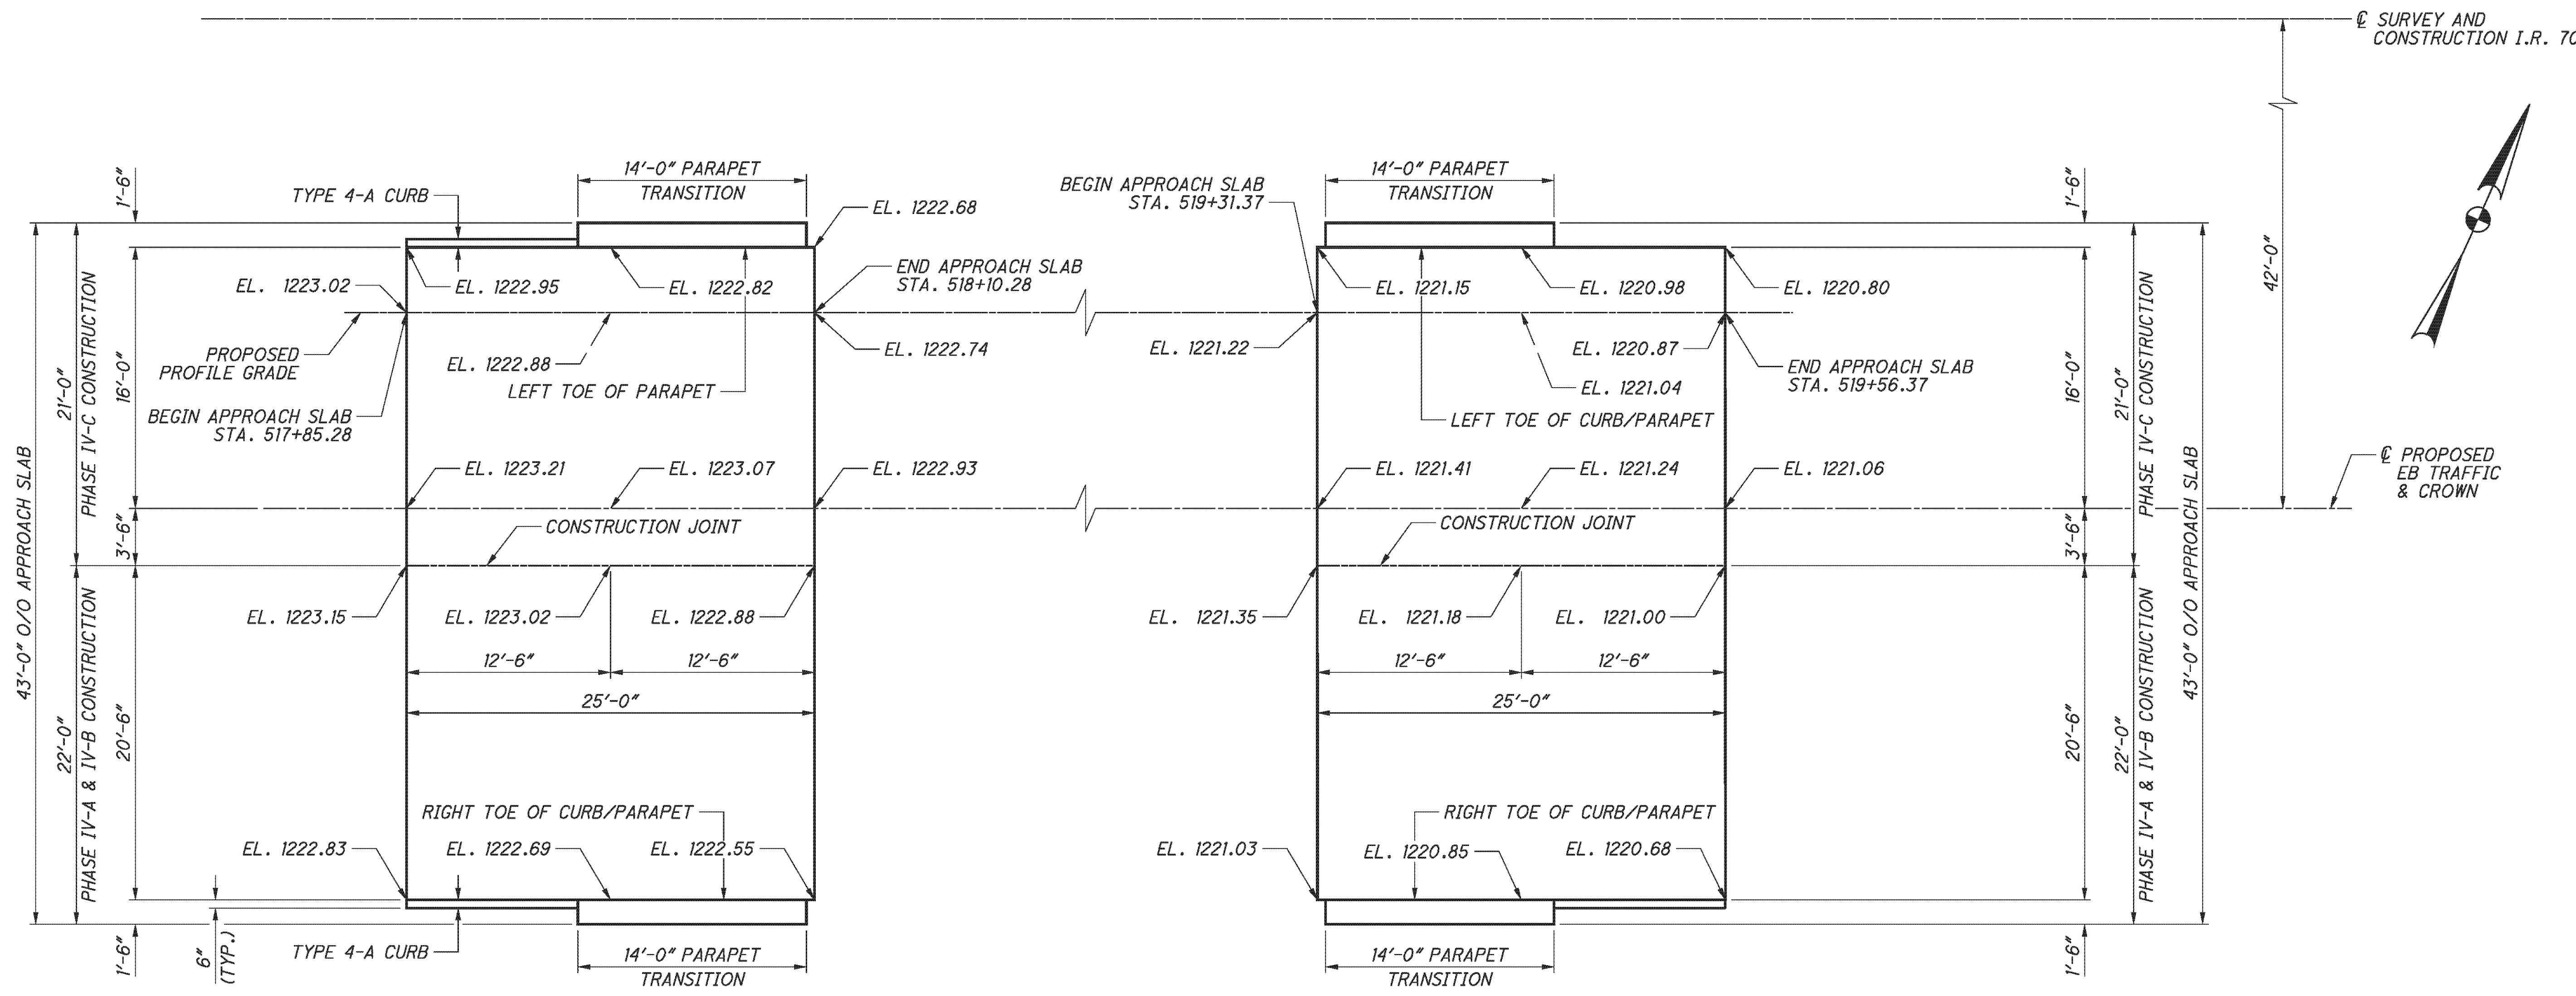 ℄ SURVEY AND
CONSTRUCTION I.R. 70
42'-0"
1'-6"
TYPE 4-A CURB
14'-0" PARAPET
TRANSITION
EL. 1222.68
BEGIN APPROACH SLAB
STA. 519+31.37
14'-0" PARAPET
TRANSITION
1'-6"
EL. 1223.02
EL. 1222.95
EL. 1222.82
END APPROACH SLAB
STA. 518+10.28
EL. 1221.15
EL. 1220.98
EL. 1220.80
PROPOSED
PROFILE GRADE
EL. 1222.88
EL. 1222.74
EL. 1221.22
EL. 1220.87
LEFT TOE OF PARAPET
EL. 1221.04
END APPROACH SLAB
STA. 519+56.37
BEGIN APPROACH SLAB
STA. 517+85.28
LEFT TOE OF CURB/PARAPET
43'-0" O/O APPROACH SLAB
21'-0"
PHASE IV-C CONSTRUCTION
16'-0"
16'-0"
21'-0"
PHASE IV-C CONSTRUCTION
43'-0" O/O APPROACH SLAB
EL. 1223.21
EL. 1223.07
EL. 1222.93
EL. 1221.41
EL. 1221.24
EL. 1221.06
℄ PROPOSED
EB TRAFFIC
& CROWN
3'-6"
CONSTRUCTION JOINT
CONSTRUCTION JOINT
3'-6"
EL. 1223.15
EL. 1223.02
EL. 1222.88
EL. 1221.35
EL. 1221.18
EL. 1221.00
12'-6"
12'-6"
12'-6"
12'-6"
25'-0"
25'-0"
22'-0"
PHASE IV-A & IV-B CONSTRUCTION
20'-6"
20'-6"
22'-0"
PHASE IV-A & IV-B CONSTRUCTION
RIGHT TOE OF CURB/PARAPET
RIGHT TOE OF CURB/PARAPET
EL. 1222.83
EL. 1222.69
EL. 1222.55
EL. 1221.03
EL. 1220.85
EL. 1220.68
1'-6"
6"
(TYP.)
TYPE 4-A CURB
14'-0" PARAPET
TRANSITION
14'-0" PARAPET
TRANSITION
1'-6"